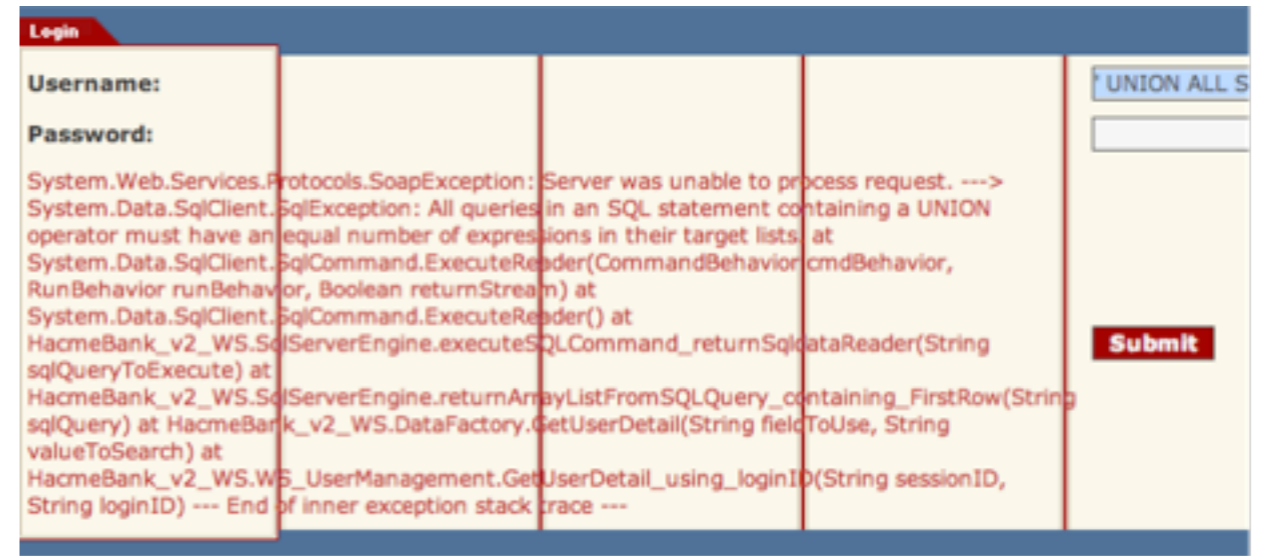 Login
Username:
' UNION ALL S
Password:
System.Web.Services.Protocols.SoapException: Server was unable to process request. --->
System.Data.SqlClient.SqlException: All queries in an SQL statement containing a UNION
operator must have an equal number of expressions in their target lists. at
System.Data.SqlClient.SqlCommand.ExecuteReader(CommandBehavior cmdBehavior,
RunBehavior runBehavior, Boolean returnStream) at
System.Data.SqlClient.SqlCommand.ExecuteReader() at
HacmeBank_v2_WS.SqlServerEngine.executeSQLCommand_returnSqldataReader(String
sqlQueryToExecute) at
HacmeBank_v2_WS.SqlServerEngine.returnArrayListFromSQLQuery_containing_FirstRow(String
sqlQuery) at HacmeBank_v2_WS.DataFactory.GetUserDetail(String fieldToUse, String
valueToSearch) at
HacmeBank_v2_WS.WS_UserManagement.GetUserDetail_using_loginID(String sessionID,
String loginID) --- End of inner exception stack trace ---
Submit